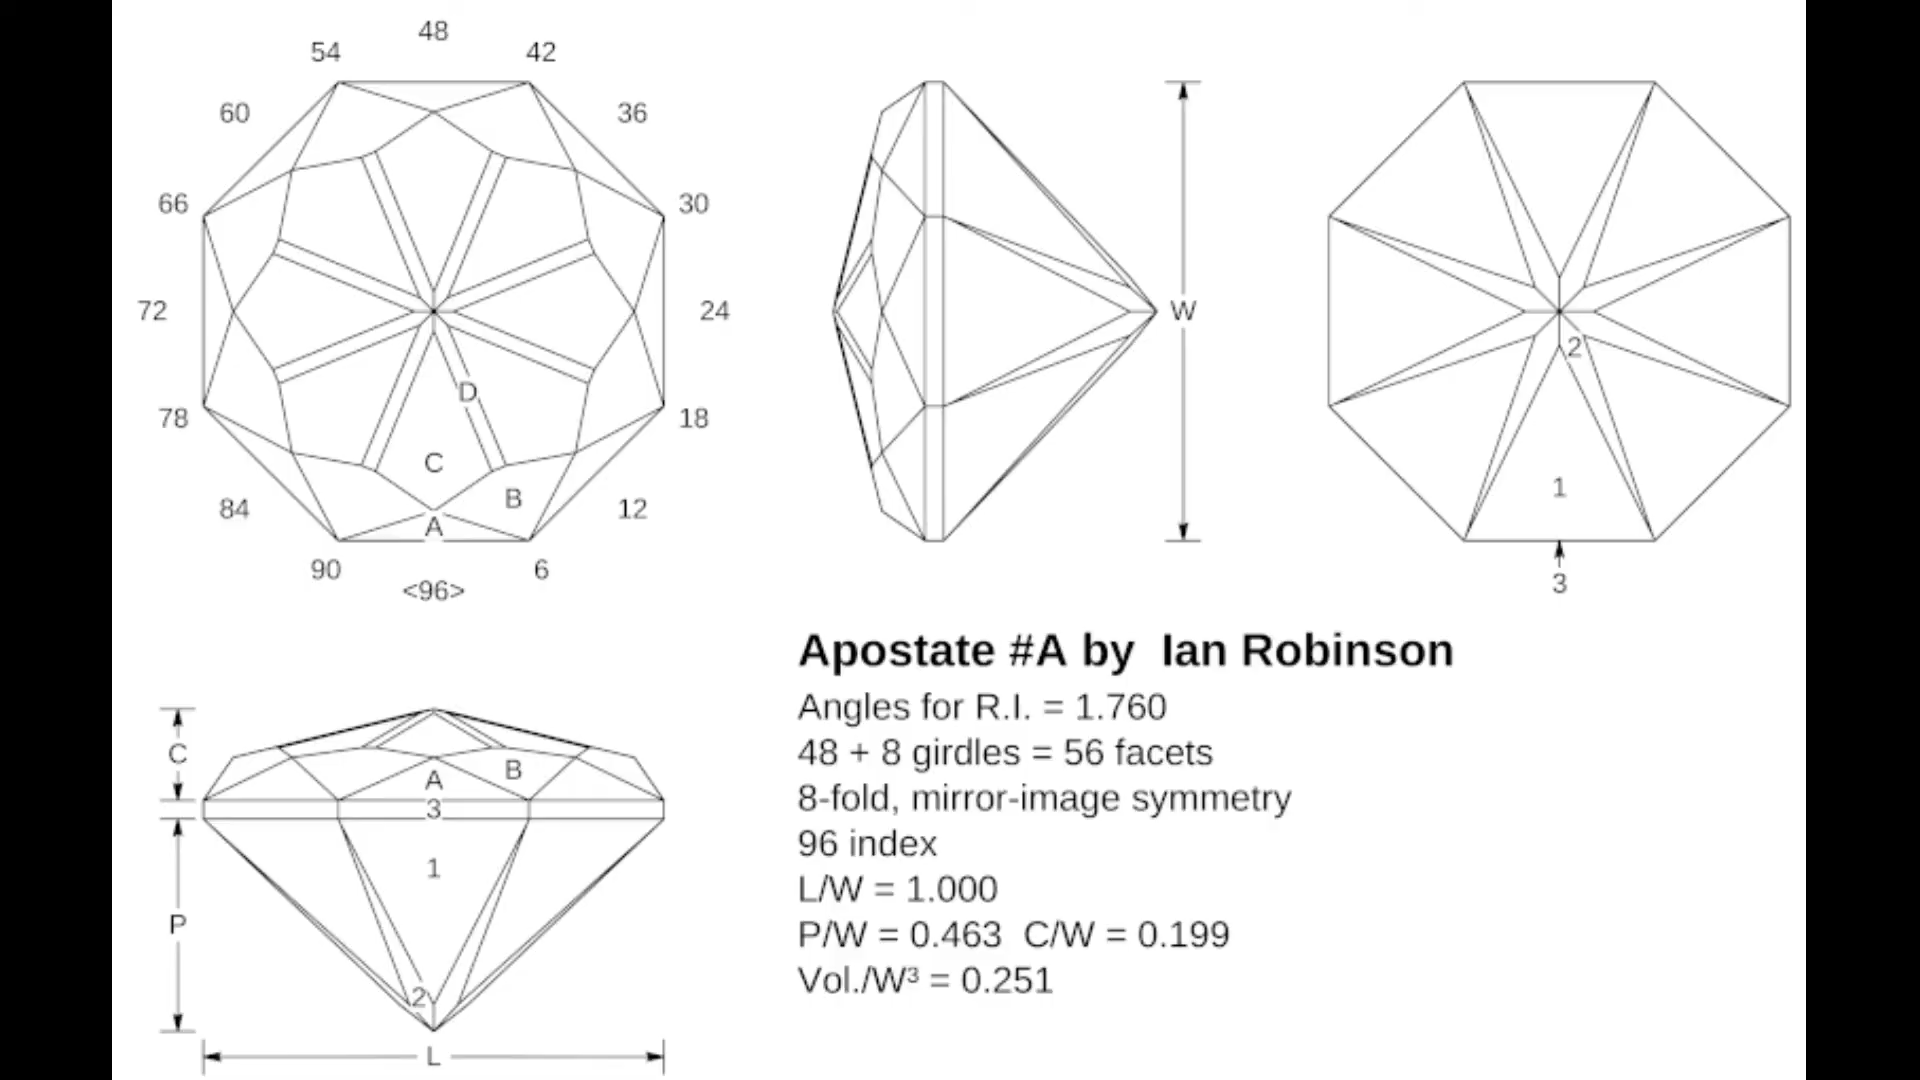 48
54
42
60
36
66
30
72
24
78
18
84
12
90
6
<96>
D
C
B
A
W
2
1
3
C
P
L
A
B
3
1
2
Apostate #A by Ian Robinson
Angles for R.I. = 1.760
48 + 8 girdles = 56 facets
8-fold, mirror-image symmetry
96 index
L/W = 1.000
P/W = 0.463 C/W = 0.199
Vol./W³ = 0.251